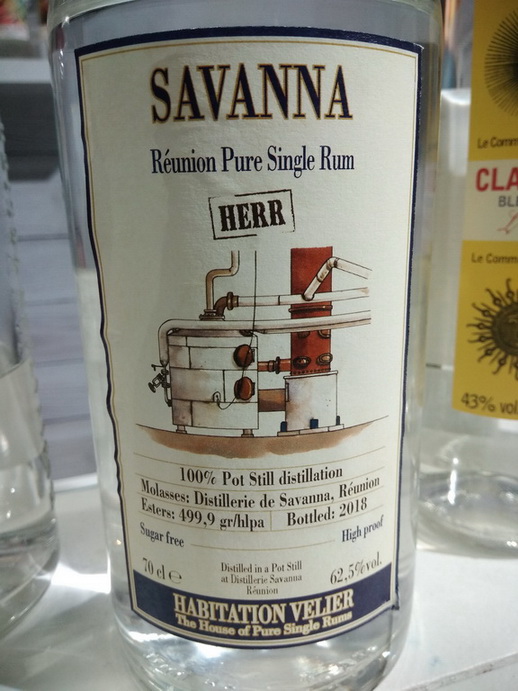 SAVANNA
Réunion Pure Single Rum
HERR
100% Pot Still distillation
Molasses: Distillerie de Savanna, Réunion
Esters: 499,9 gr/hlpa Bottled: 2018
Sugar free High proof
70 cl ℮
Distilled in a Pot Still
at Distillerie Savanna
Réunion
62,5%vol.
HABITATION VELIER
The House of Pure Single Rums
Le Comm
CLA
BL
Le Comm
43% vol